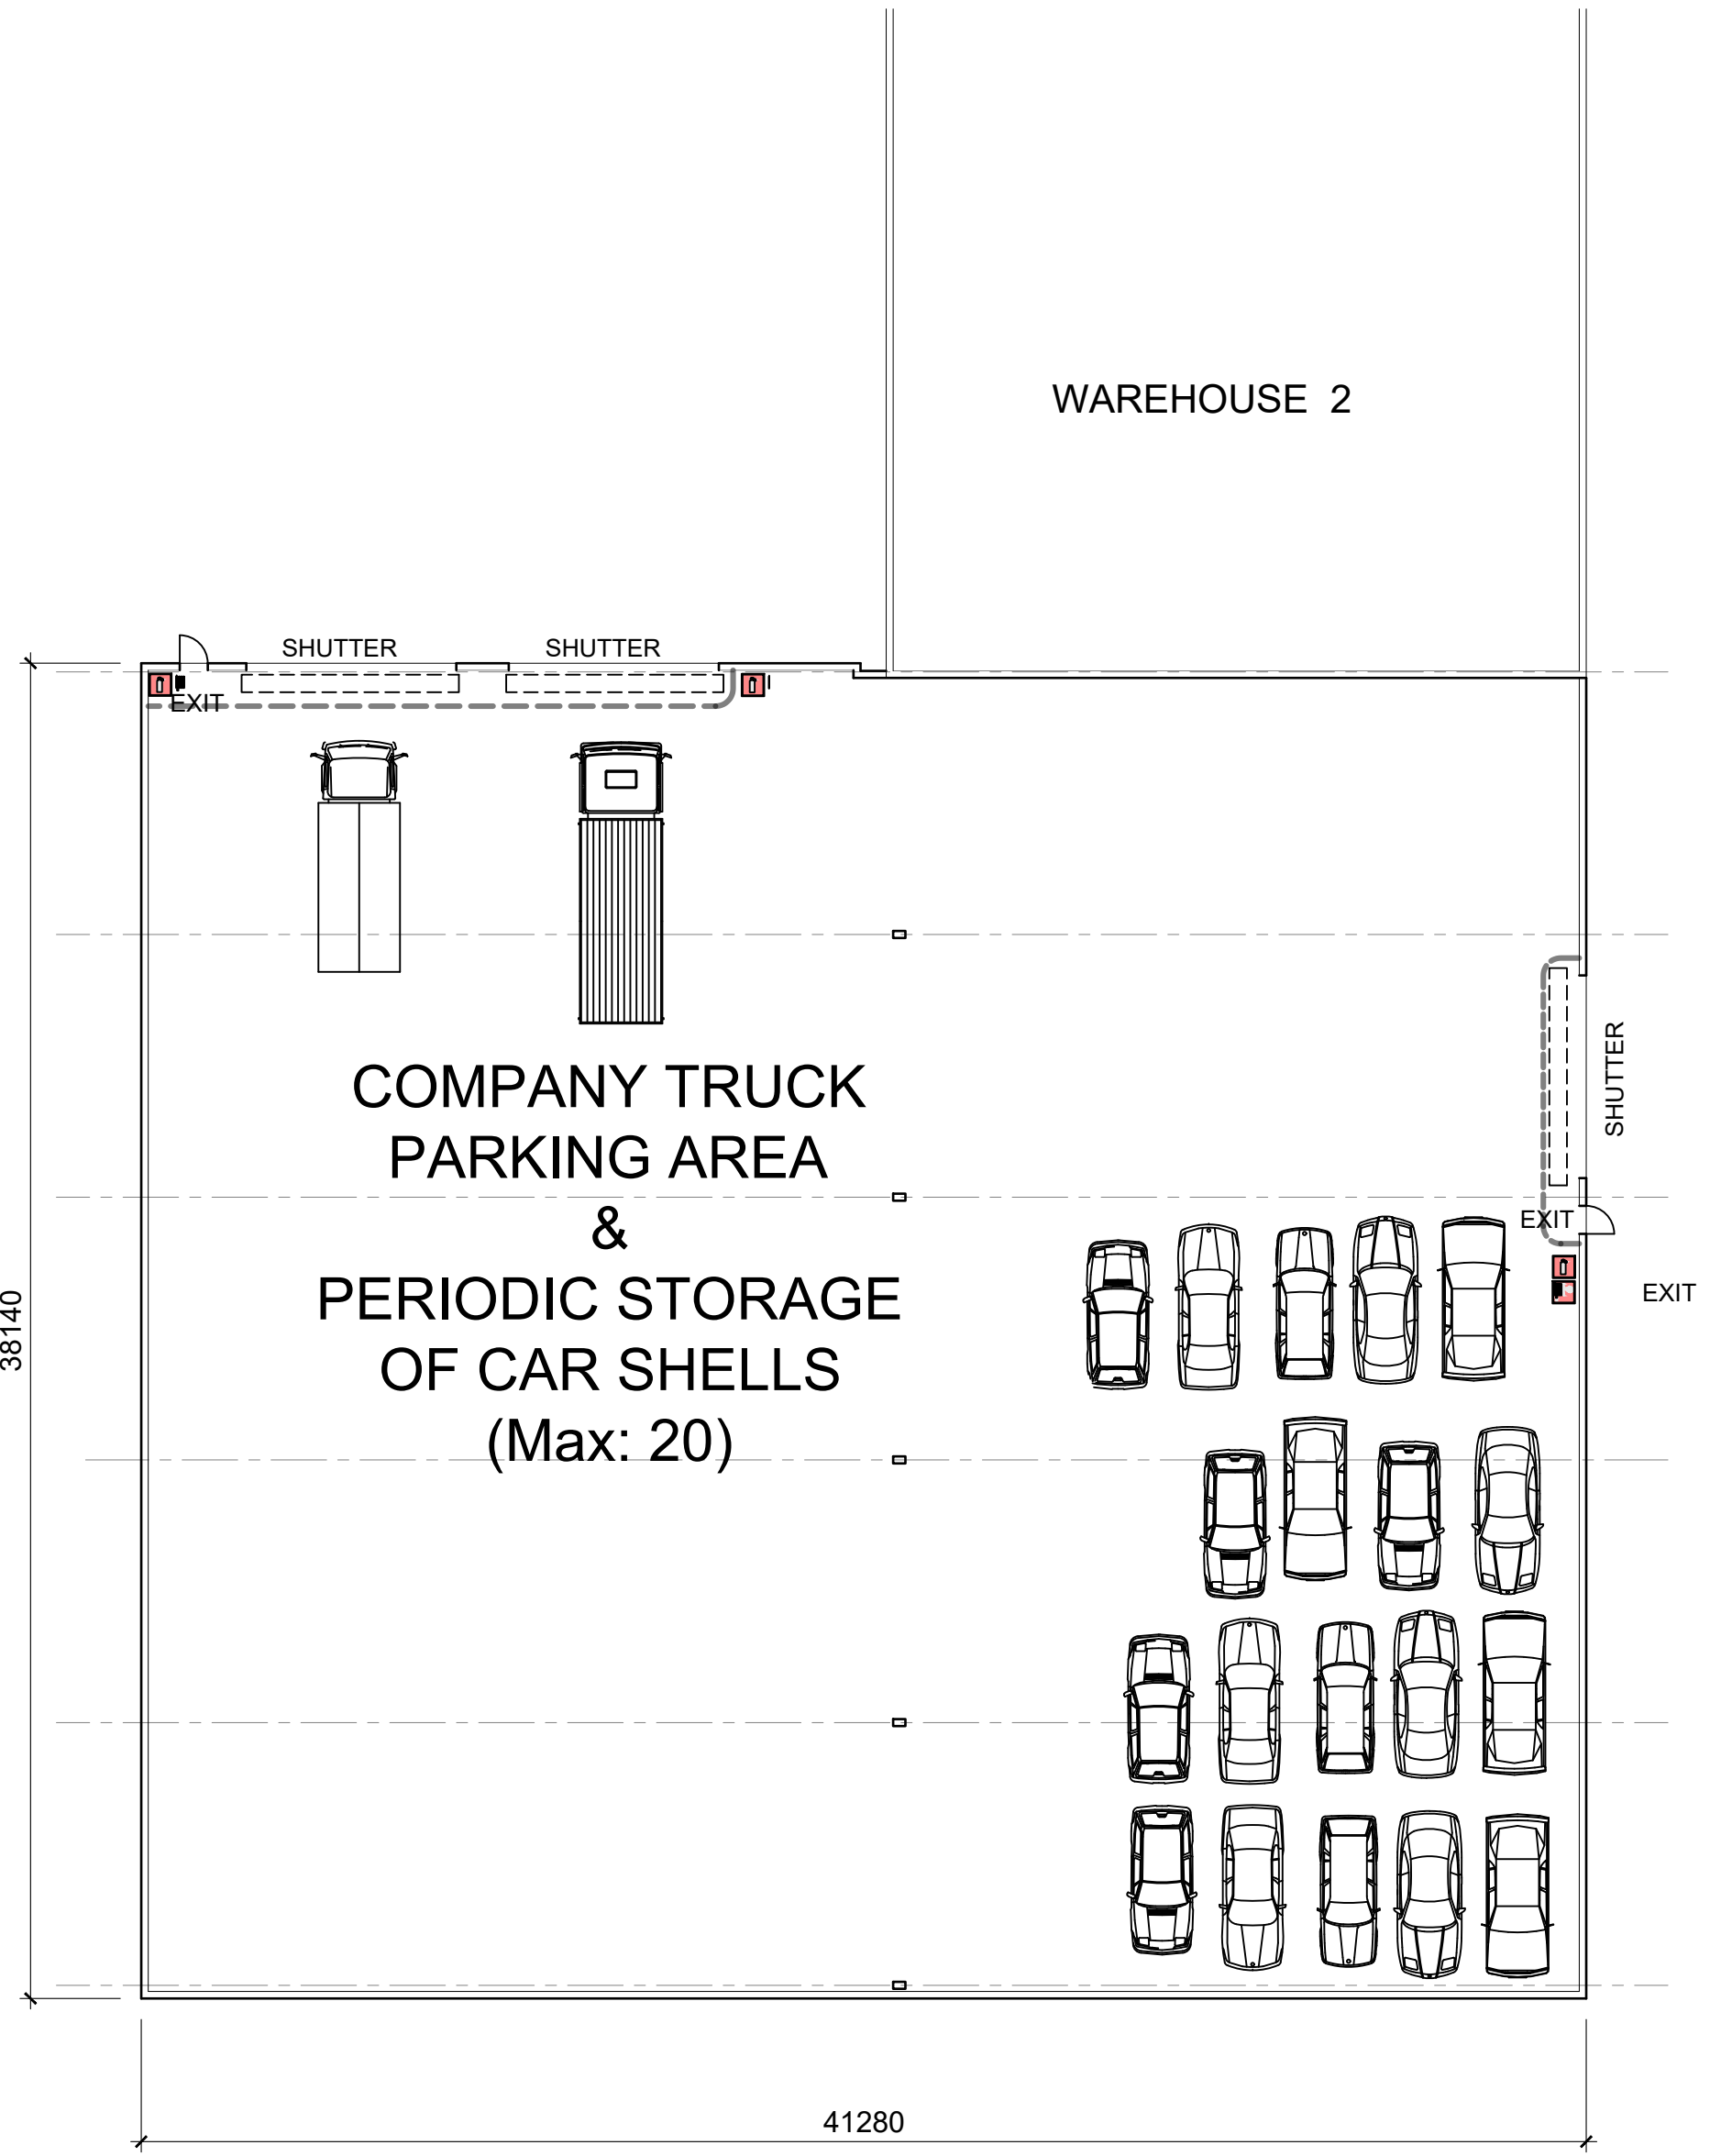 WAREHOUSE 2
SHUTTER
SHUTTER
EXIT
SHUTTER
COMPANY TRUCK
PARKING AREA
&
PERIODIC STORAGE
OF CAR SHELLS
(Max: 20)
EXIT
EXIT
38140
41280